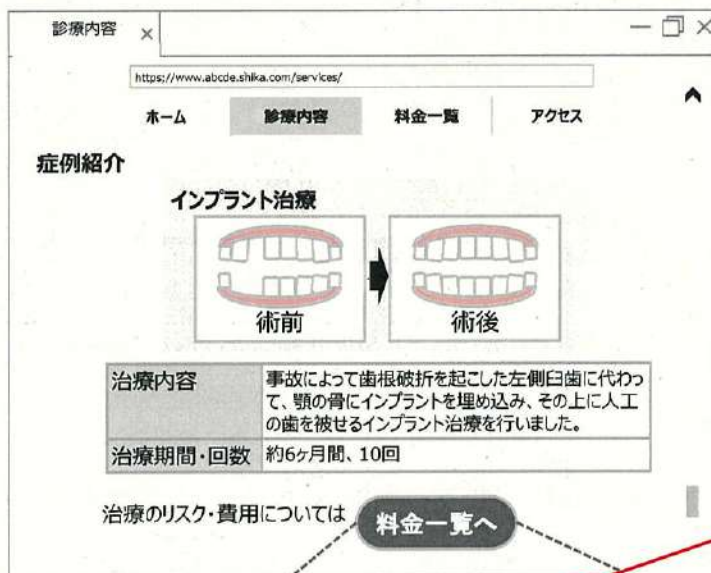 診療内容 ×
https://www.abcde.shika.com/services/
ホーム 診療内容 料金一覧 アクセス
症例紹介
インプラント治療
術前 術後
治療内容 事故によって歯根破折を起こした左側臼歯に代わっ
て、顎の骨にインプラントを埋め込み、その上に人工
の歯を被せるインプラント治療を行いました。
治療期間・回数 約6ヶ月間、10回
治療のリスク・費用については 料金一覧へ